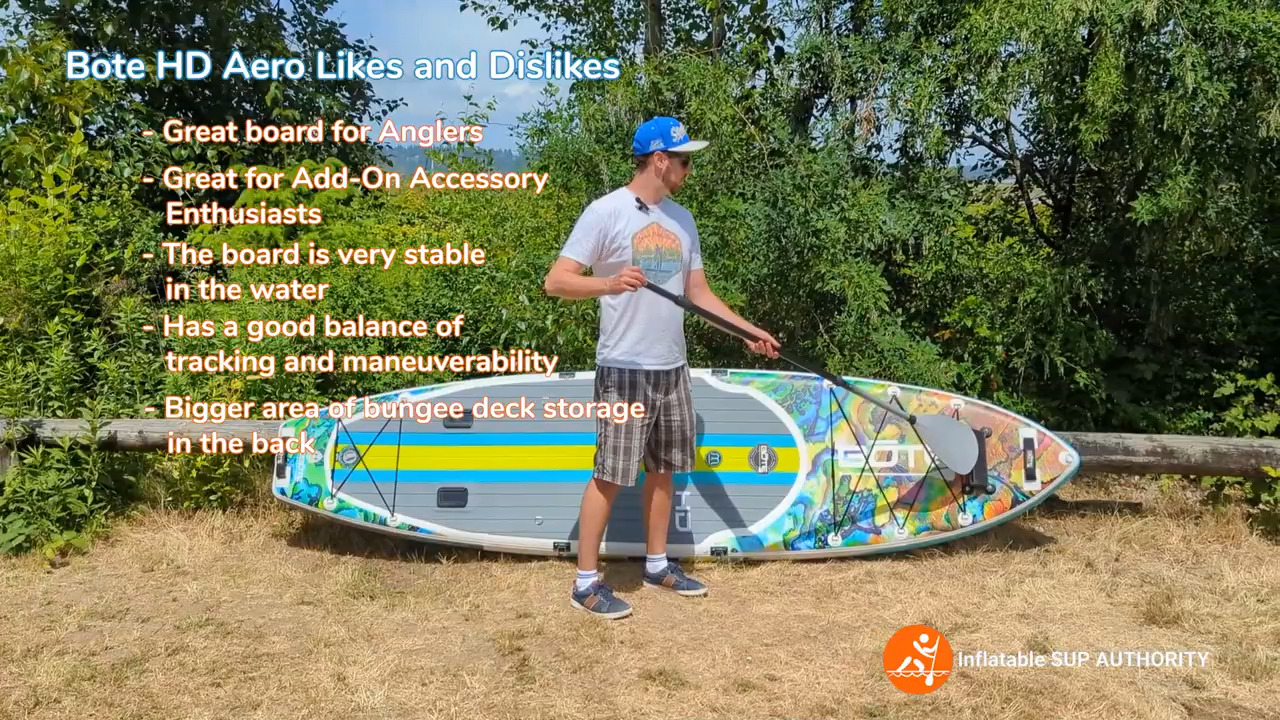 Bote HD Aero Likes and Dislikes
- Great board for Anglers
- Great for Add-On Accessory
Enthusiasts
- The board is very stable
in the water
- Has a good balance of
tracking and maneuverability
- Bigger area of bungee deck storage
in the back
BOTE
HD
Inflatable SUP AUTHORITY